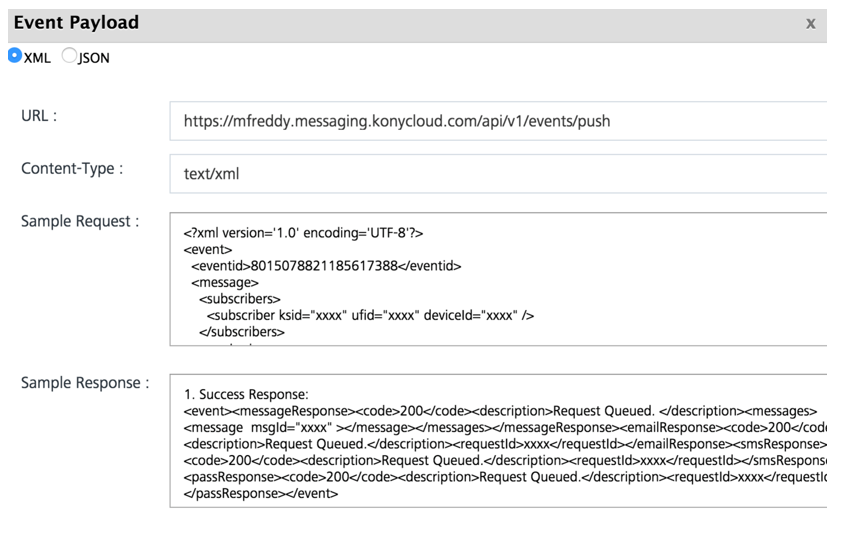 Event Payload x
XML JSON
URL : https://mfreddy.messaging.konycloud.com/api/v1/events/push
Content-Type : text/xml
Sample Request :
<?xml version='1.0' encoding='UTF-8'?>
<event>
<eventid>8015078821185617388</eventid>
<message>
<subscribers>
<subscriber ksid="xxxx" ufid="xxxx" deviceId="xxxx" />
</subscribers>
Sample Response :
1. Success Response:
<event><messageResponse><code>200</code><description>Request Queued. </description><messages>
<message  msgId="xxxx" ></message></messages></messageResponse><emailResponse><code>200</cod
<description>Request Queued.</description><requestId>xxxx</requestId></emailResponse><smsResponse>
<code>200</code><description>Request Queued.</description><requestId>xxxx</requestId></smsRespons
<passResponse><code>200</code><description>Request Queued.</description><requestId>xxxx</requestI
</passResponse></event>